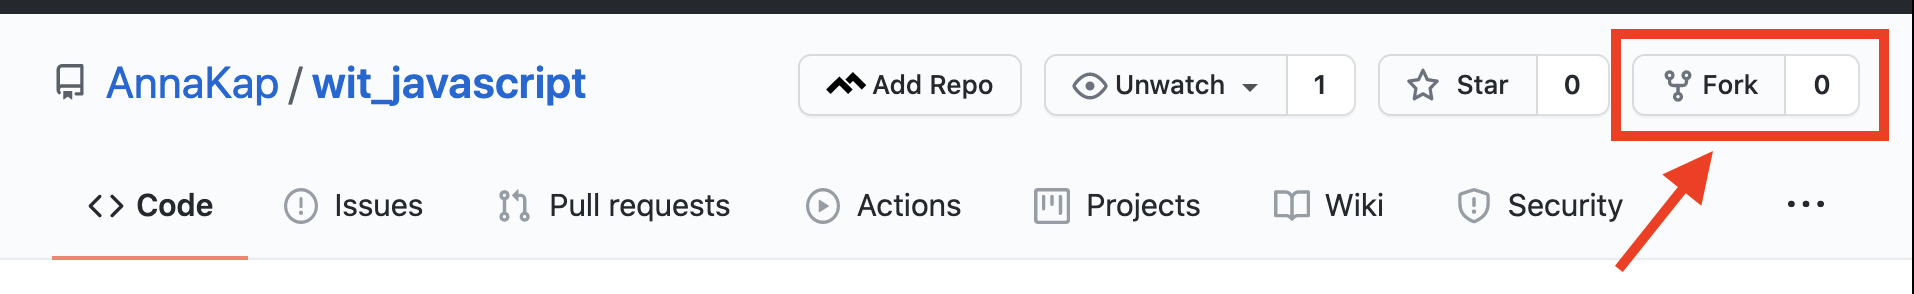 AnnaKap / wit_javascript Add Repo Unwatch 1 Star 0 Fork 0
Code Issues Pull requests Actions Projects Wiki Security ...